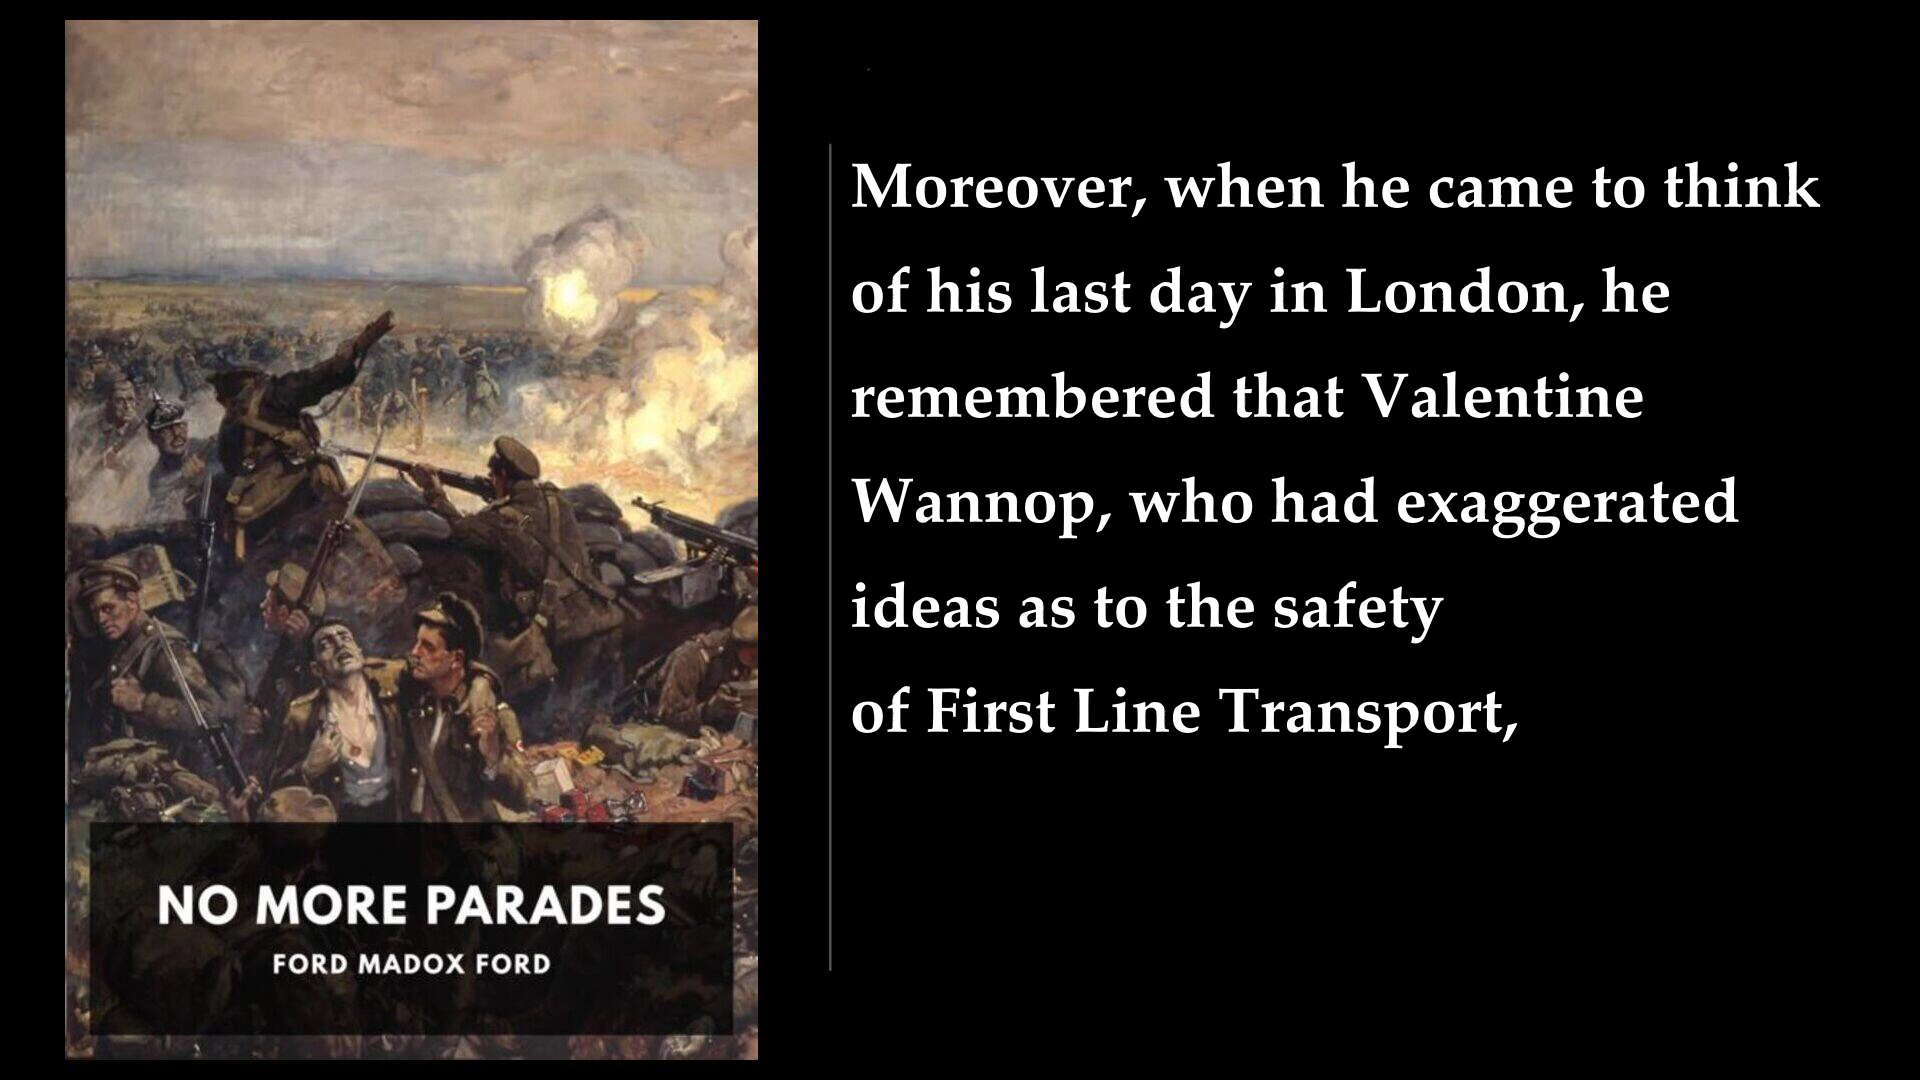 Moreover, when he came to think
of his last day in London, he
remembered that Valentine
Wannop, who had exaggerated
ideas as to the safety
of First Line Transport,
NO MORE PARADES
FORD MADOX FORD